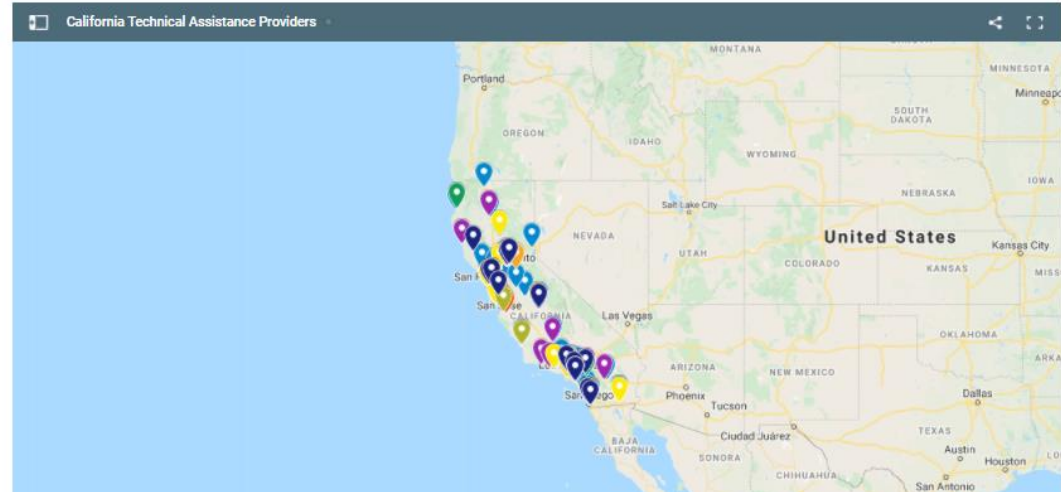 California Technical Assistance Providers
MONTANA
MINNESOTA
Portland
SOUTH
DAKOTA
OREGON
IDAHO
WYOMING
IOWA
NEBRASKA
Salt Lake City
NEVADA
United States
UTAH
COLORADO
Kansas City
KANSAS
San
CALIFORNIA
Las Vegas
OKLAHOMA
ARIZONA
NEW MEXICO
Phoenix
Dallas
Tucson
Ciudad Juárez
TEXAS
BAJA
CALIFORNIA
SONORA
Austin
Houston
CHIHUAHUA
San Antonio